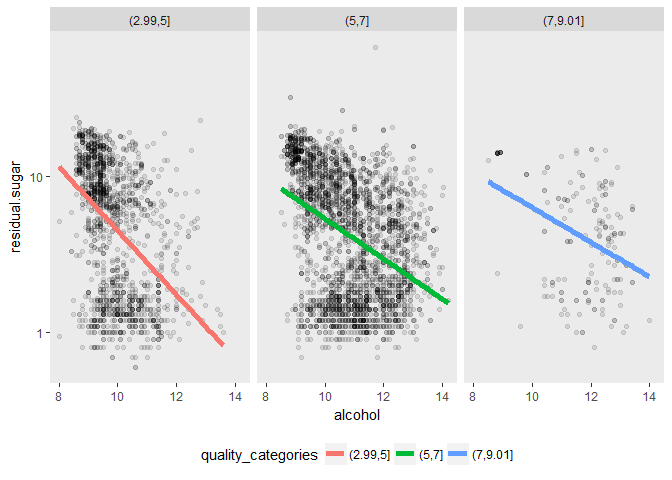 (2.99,5] (5,7] (7,9.01]
10
1
residual.sugar
8 10 12 14 8 10 12 14 8 10 12 14
alcohol
quality_categories (2.99,5] (5,7] (7,9.01]